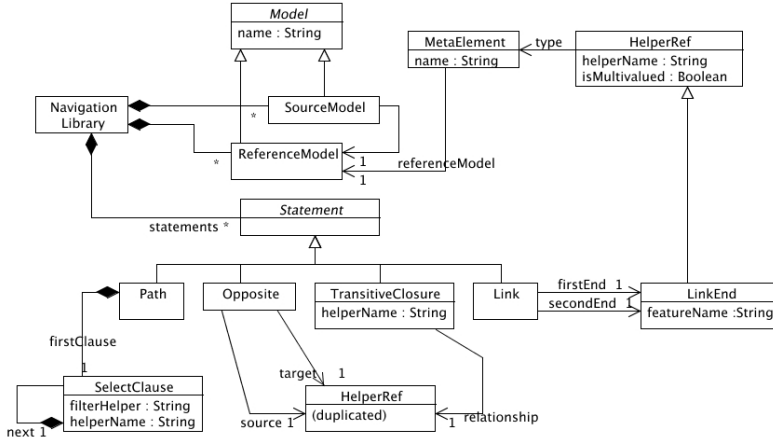 Model
name : String
MetaElement
name : String
type
HelperRef
helperName : String
isMultivalued : Boolean
Navigation
Library
SourceModel
*
ReferenceModel
*
1
referenceModel
1
Statement
statements *
Path
Opposite
TransitiveClosure
helperName : String
Link
firstEnd 1
secondEnd 1
LinkEnd
featureName :String
firstClause
1
SelectClause
filterHelper : String
helperName : String
next 1
target 1
HelperRef
(duplicated)
source 1
1 relationship